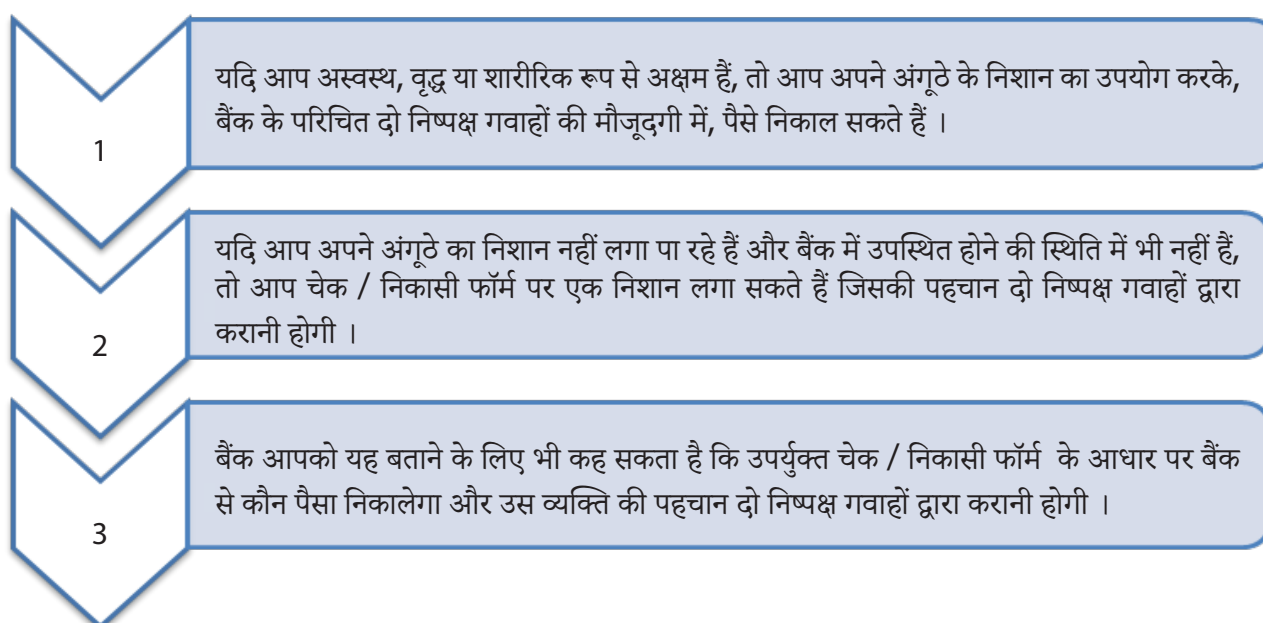 1
यदि आप अस्वस्थ, वृद्ध या शारीरिक रूप से अक्षम हैं, तो आप अपने अंगूठे के निशान का उपयोग करके,
बैंक के परिचित दो निष्पक्ष गवाहों की मौजूदगी में, पैसे निकाल सकते हैं ।
2
यदि आप अपने अंगूठे का निशान नहीं लगा पा रहे हैं और बैंक में उपस्थित होने की स्थिति में भी नहीं हैं,
तो आप चेक / निकासी फॉर्म पर एक निशान लगा सकते हैं जिसकी पहचान दो निष्पक्ष गवाहों द्वारा
करानी होगी ।
3
बैंक आपको यह बताने के लिए भी कह सकता है कि उपर्युक्त चेक / निकासी फॉर्म के आधार पर बैंक
से कौन पैसा निकालेगा और उस व्यक्ति की पहचान दो निष्पक्ष गवाहों द्वारा करानी होगी ।